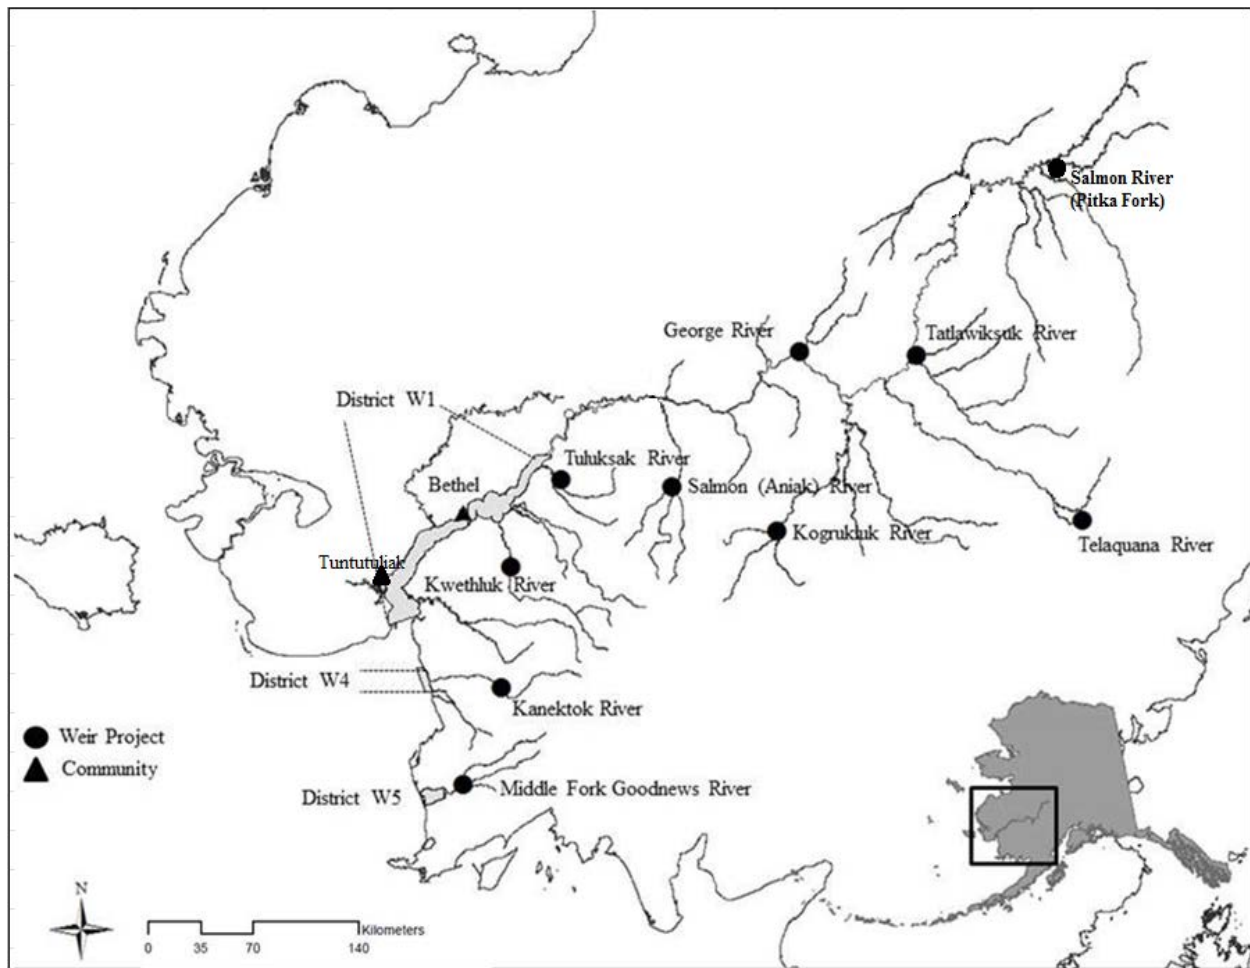 Salmon River
(Pitka Fork)
George River
Tatlawiksuk River
District W1
Tuluksak River
Bethel
Salmon (Aniak) River
Kogrukluk River
Telaquana River
Tuntutuliak
Kwethluk River
District W4
Kanektok River
Weir Project
Community
District W5
Middle Fork Goodnews River
N
Kilometers
0 35 70 140